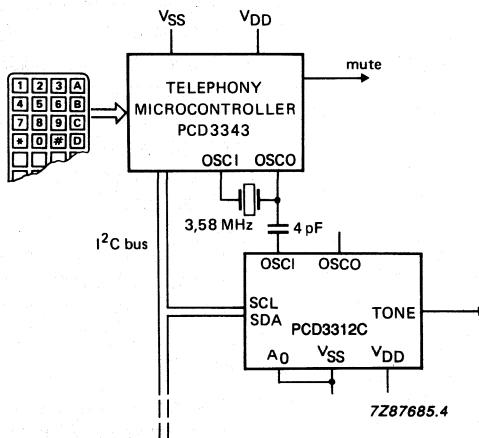 VSS VDD
mute
1 2 3 A
4 5 6 B
7 8 9 C
* 0 # D
TELEPHONY
MICROCONTROLLER
PCD3343
OSCI OSCO
3,58 MHz
4 pF
I²C bus
OSCI OSCO
SCL
SDA
TONE
PCD3312C
A0 VSS VDD
7Z87685.4